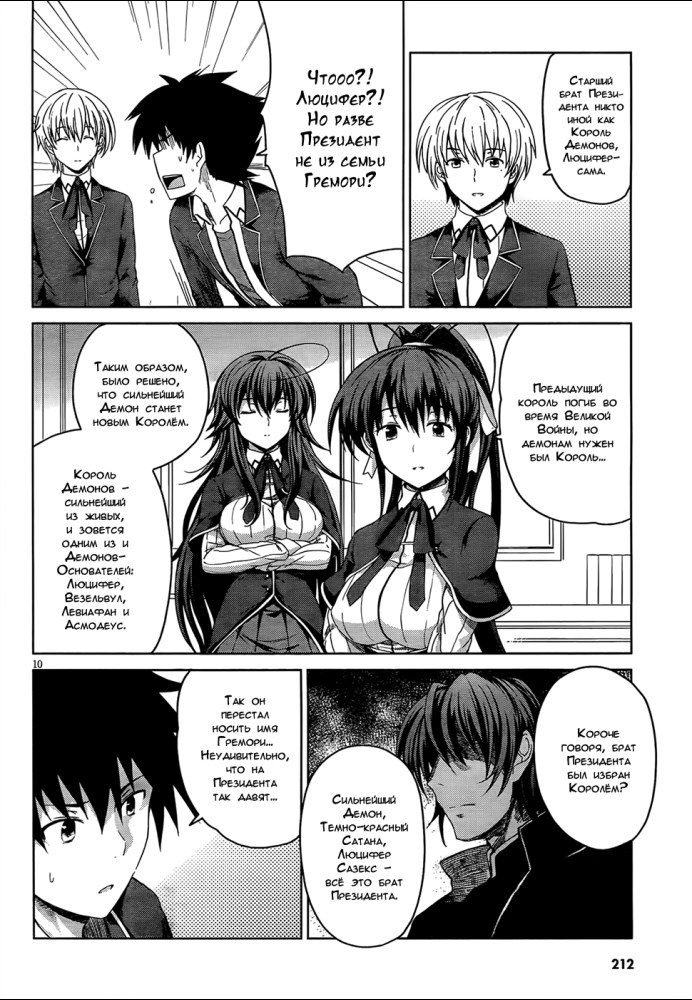 Старший
брат Прези-
дента никто
иной как
Король
Демонов,
Люцифер-
сама.
Чтооо?!
Люцифер?!
Но разве
Президент
не из семьи
Гремори?
Предыдущий
король погиб во
время Великой
Войны, но
демонам нужен
был Король...
Таким образом,
было решено,
что сильнейший
Демон станет
новым Королём.
Король
Демонов -
сильнейший
из живых,
и зовется
одним из и
Демонов-
Основателей:
Люцифер,
Везельвул,
Левиафан и
Асмодеус.
10
Короче
говоря, брат
Президента
был избран
Королём?
Сильнейший
Демон,
Темно-красный
Сатана,
Люцифер
Сазекс -
всё это брат
Президента.
Так он
перестал
носить имя
Гремори...
Неудивительно,
что на
Президента
так давят...
212